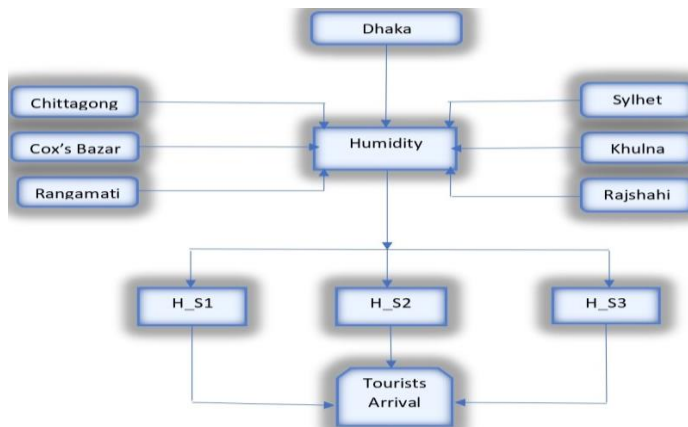 Dhaka
Chittagong
Sylhet
Cox's Bazar
Humidity
Khulna
Rangamati
Rajshahi
H_S1
H_S2
H_S3
Tourists
Arrival